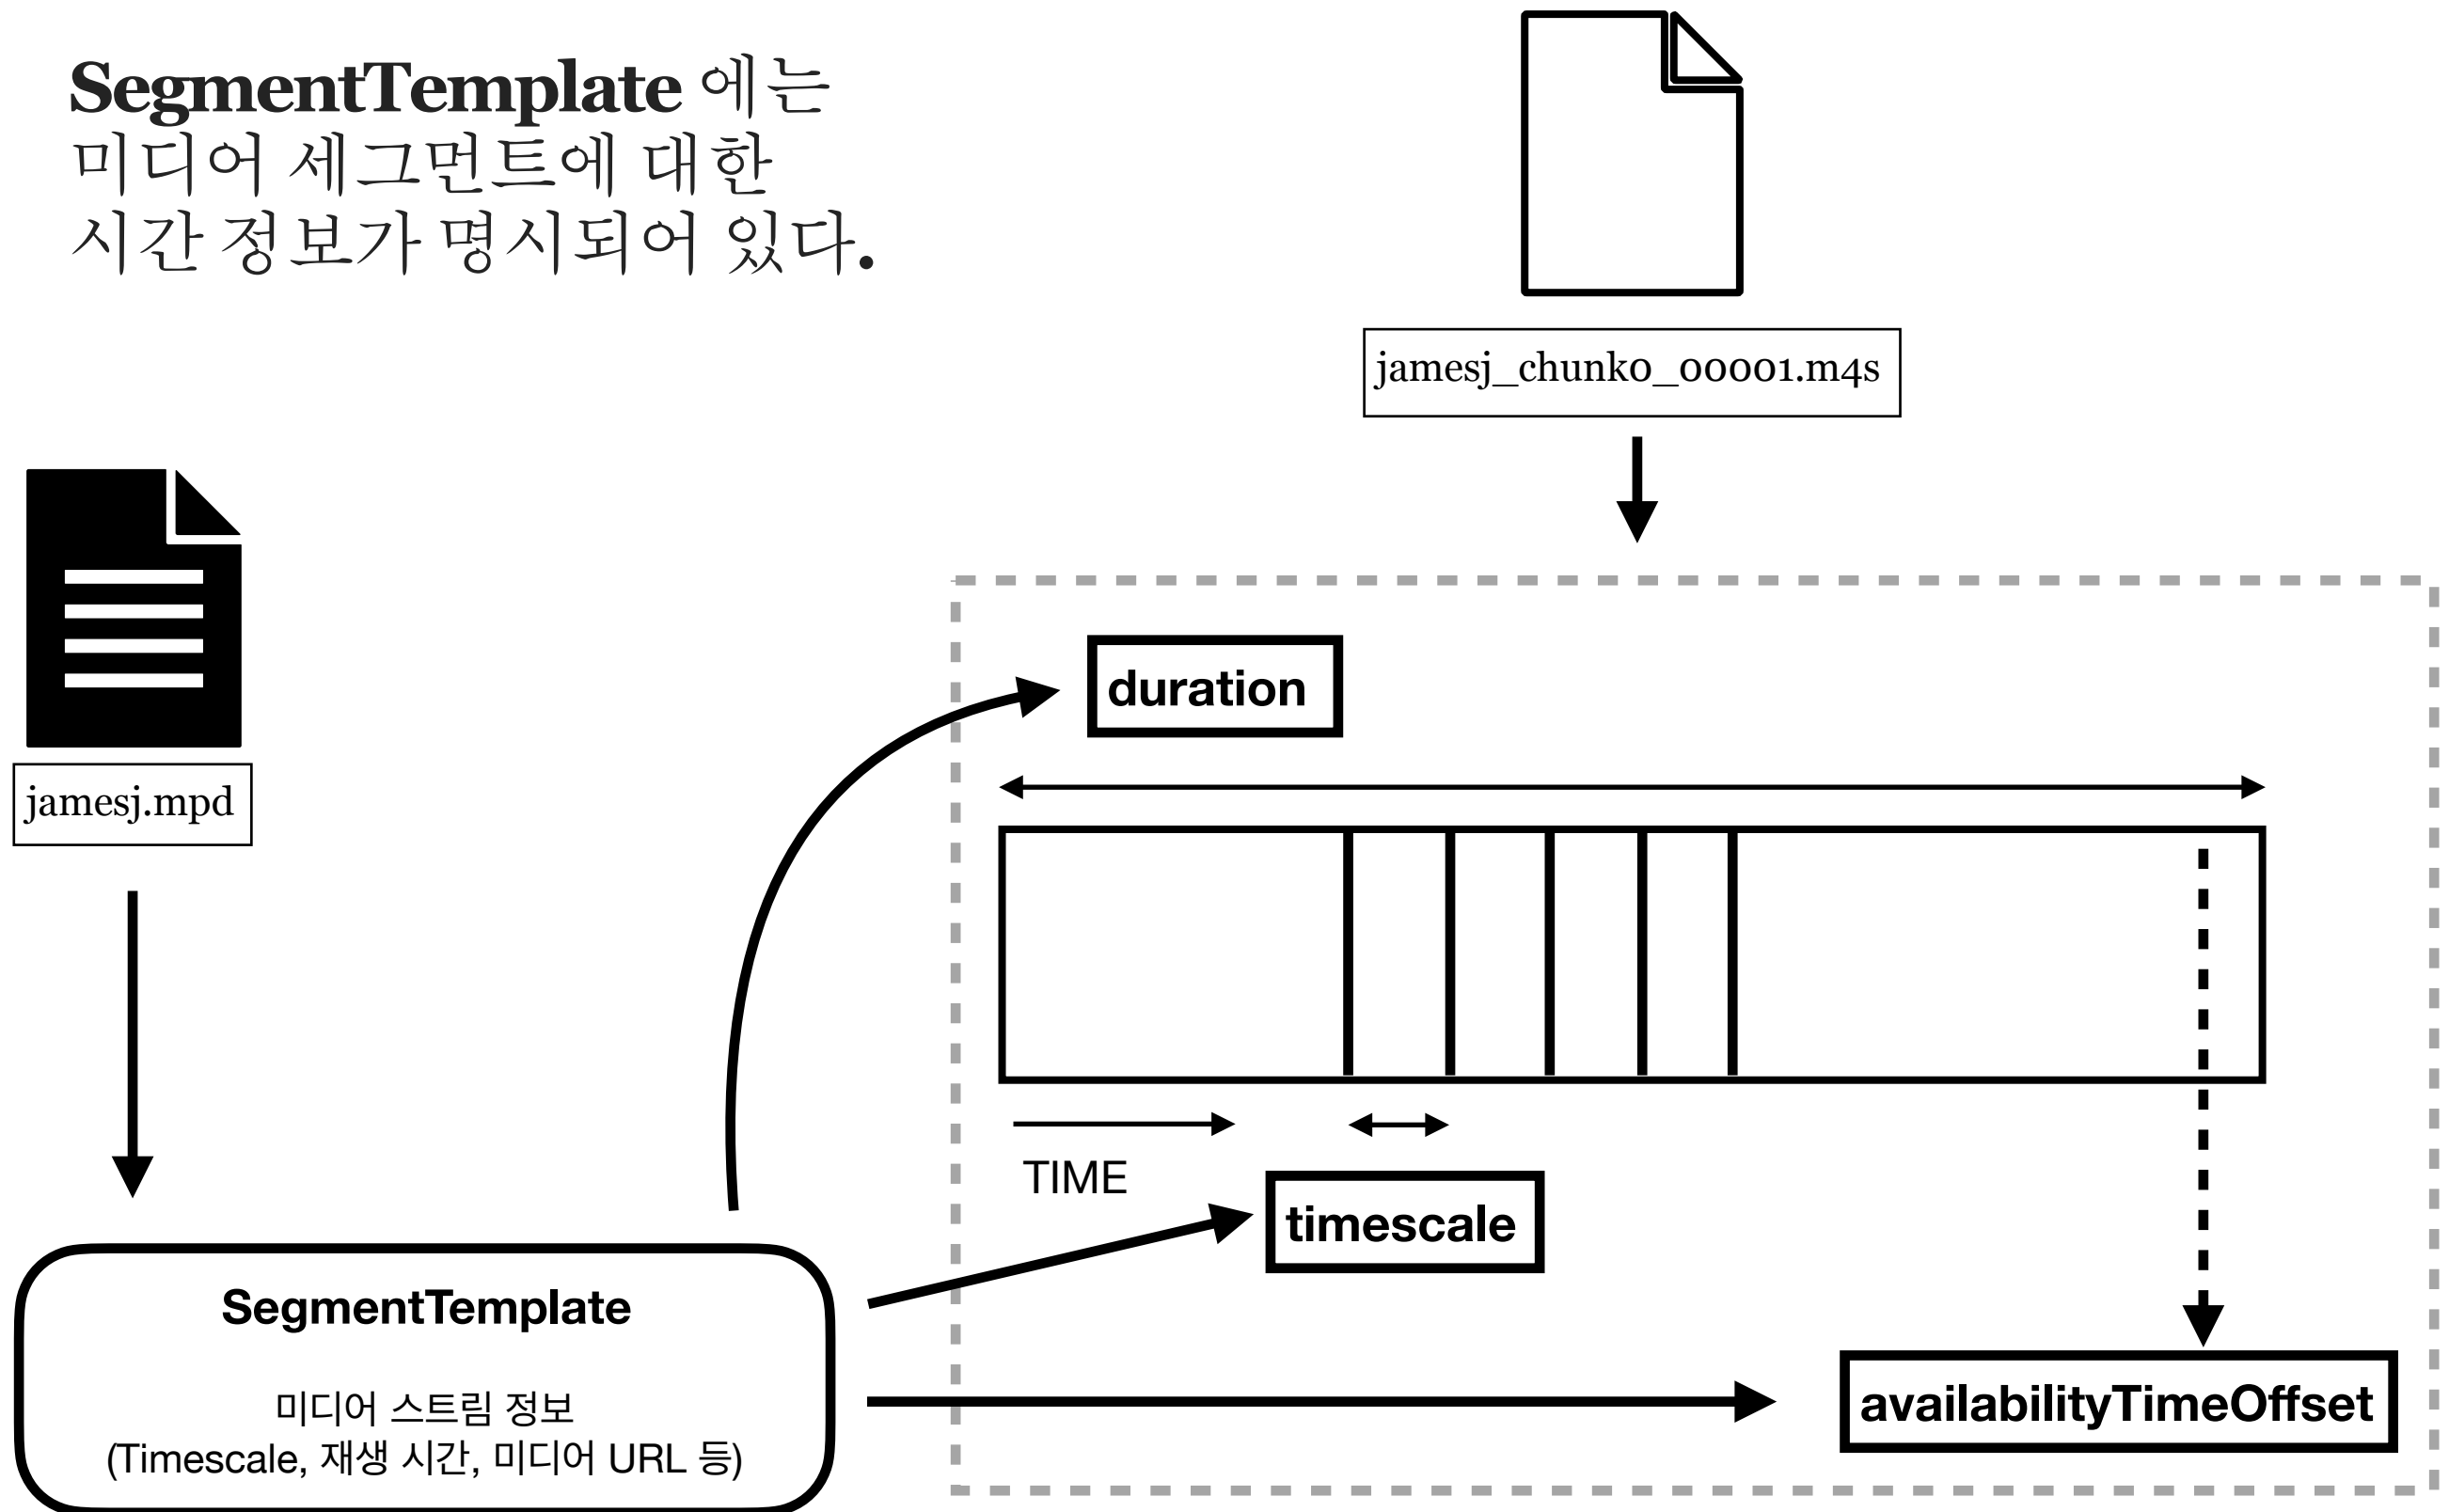 SegmentTemplate 에는
미디어 세그먼트에 대한
시간 정보가 명시되어 있다.
jamesj_chunk0_00001.m4s
jamesj.mpd
duration
TIME
timescale
SegmentTemplate
미디어 스트림 정보
(Timescale, 재생 시간, 미디어 URL 등)
availabilityTimeOffset